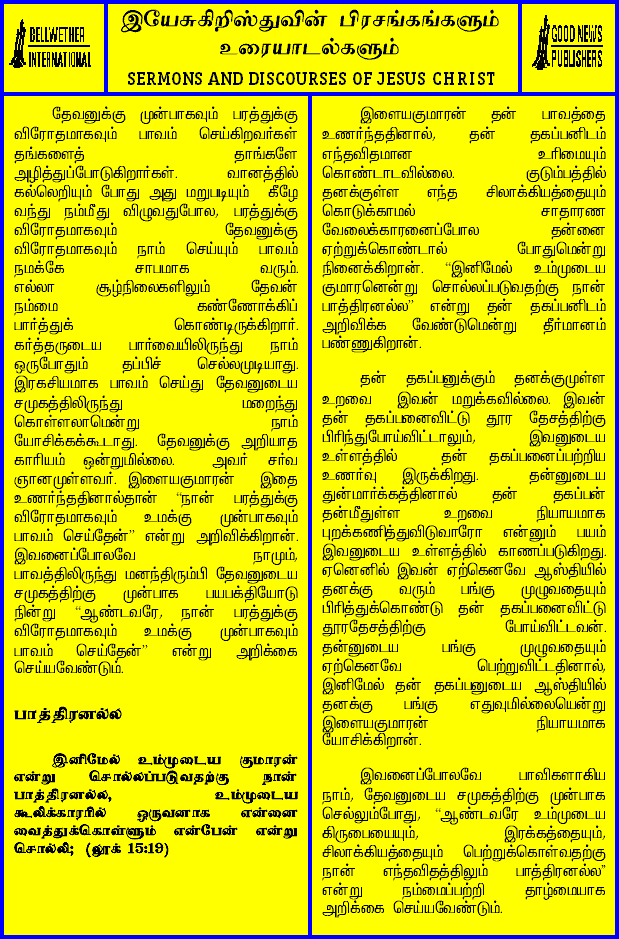 BELLWETHER
INTERNATIONAL
இயேசுகிறிஸ்துவின் பிரசங்கங்களும்
உரையாடல்களும்
SERMONS AND DISCOURSES OF JESUS CHRIST
GOOD NEWS
PUBLISHERS
தேவனுக்கு முன்பாகவும் பரத்துக்கு
விரோதமாகவும் பாவம் செய்கிறவர்கள்
தங்களைத் தாங்களே
அழித்துப்போடுகிறார்கள். வானத்தில்
கல்லெறியும் போது அது மறுபடியும் கீழே
வந்து நம்மீது விழுவதுபோல, பரத்துக்கு
விரோதமாகவும் தேவனுக்கு
விரோதமாகவும் நாம் செய்யும் பாவம்
நமக்கே சாபமாக வரும்.
எல்லா சூழ்நிலைகளிலும் தேவன்
நம்மை கண்ணோக்கிப்
பார்த்துக் கொண்டிருக்கிறார்.
கர்த்தருடைய பார்வையிலிருந்து நாம்
ஒருபோதும் தப்பிச் செல்லமுடியாது.
இரகசியமாக பாவம் செய்து தேவனுடைய
சமுகத்திலிருந்து மறைந்து
கொள்ளலாமென்று நாம்
யோசிக்கக்கூடாது. தேவனுக்கு அறியாத
காரியம் ஒன்றுமில்லை. அவர் சர்வ
ஞானமுள்ளவர். இளையகுமாரன் இதை
உணர்ந்ததினால்தான் “நான் பரத்துக்கு
விரோதமாகவும் உமக்கு முன்பாகவும்
பாவம் செய்தேன்” என்று அறிவிக்கிறான்.
இவனைப்போலவே நாமும்,
பாவத்திலிருந்து மனந்திரும்பி தேவனுடைய
சமுகத்திற்கு முன்பாக பயபக்தியோடு
நின்று “ஆண்டவரே, நான் பரத்துக்கு
விரோதமாகவும் உமக்கு முன்பாகவும்
பாவம் செய்தேன்” என்று அறிக்கை
செய்யவேண்டும்.
பாத்திரனல்ல
இனிமேல் உம்முடைய குமாரன்
என்று சொல்லப்படுவதற்கு நான்
பாத்திரனல்ல, உம்முடைய
கூலிக்காரரில் ஒருவனாக என்னை
வைத்துக்கொள்ளும் என்பேன் என்று
சொல்லி; (லூக் 15:19)
இளையகுமாரன் தன் பாவத்தை
உணர்ந்ததினால், தன் தகப்பனிடம்
எந்தவிதமான உரிமையும்
கொண்டாடவில்லை. குடும்பத்தில்
தனக்குள்ள எந்த சிலாக்கியத்தையும்
கொடுக்காமல் சாதாரண
வேலைக்காரனைப்போல தன்னை
ஏற்றுக்கொண்டால் போதுமென்று
நினைக்கிறான். “இனிமேல் உம்முடைய
குமாரனென்று சொல்லப்படுவதற்கு நான்
பாத்திரனல்ல” என்று தன் தகப்பனிடம்
அறிவிக்க வேண்டுமென்று தீர்மானம்
பண்ணுகிறான்.
தன் தகப்பனுக்கும் தனக்குமுள்ள
உறவை இவன் மறுக்கவில்லை. இவன்
தன் தகப்பனைவிட்டு தூர தேசத்திற்கு
பிரிந்துபோய்விட்டாலும், இவனுடைய
உள்ளத்தில் தன் தகப்பனைப்பற்றிய
உணர்வு இருக்கிறது. தன்னுடைய
துன்மார்க்கத்தினால் தன் தகப்பன்
தன்மீதுள்ள உறவை நியாயமாக
புறக்கணித்துவிடுவாரோ என்னும் பயம்
இவனுடைய உள்ளத்தில் காணப்படுகிறது.
ஏனெனில் இவன் ஏற்கெனவே ஆஸ்தியில்
தனக்கு வரும் பங்கு முழுவதையும்
பிரித்துக்கொண்டு தன் தகப்பனைவிட்டு
தூரதேசத்திற்கு போய்விட்டவன்.
தன்னுடைய பங்கு முழுவதையும்
ஏற்கெனவே பெற்றுவிட்டதினால்,
இனிமேல் தன் தகப்பனுடைய ஆஸ்தியில்
தனக்கு பங்கு எதுவுமில்லையென்று
இளையகுமாரன் நியாயமாக
யோசிக்கிறான்.
இவனைப்போலவே பாவிகளாகிய
நாம், தேவனுடைய சமுகத்திற்கு முன்பாக
செல்லும்போது, “ஆண்டவரே உம்முடைய
கிருபையையும், இரக்கத்தையும்,
சிலாக்கியத்தையும் பெற்றுக்கொள்வதற்கு
நான் எந்தவிதத்திலும் பாத்திரனல்ல”
என்று நம்மைப்பற்றி தாழ்மையாக
அறிக்கை செய்யவேண்டும்.